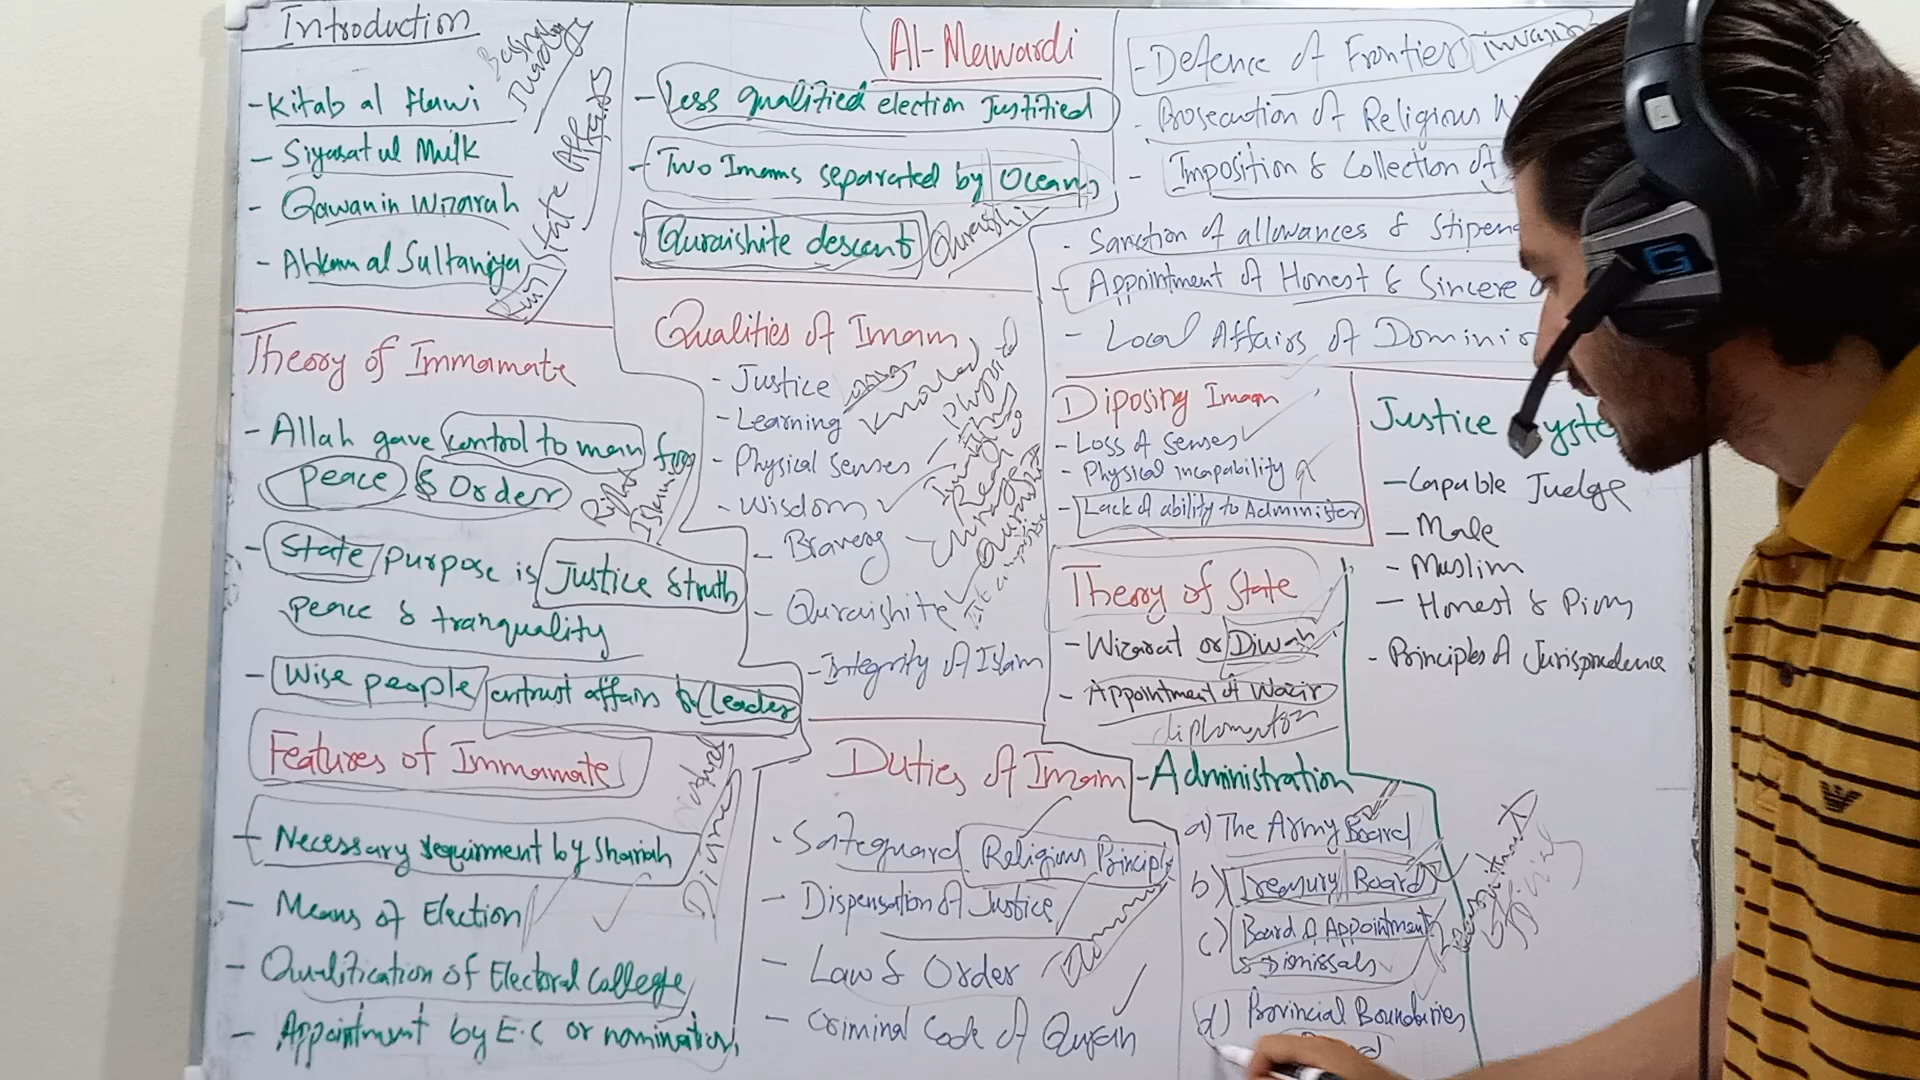 Introduction
-Kitab al Hawi
- Siyasat ul Mulk
- Qawanin Wizarah
- Ahkam al Sultaniya
State Affairs
Theory of Immamate
- Allah gave control to man for
Peace & Order
- State purpose is Justice & truth
peace & tranquality
- Wise people entrust affairs to leader
Right
Features of Immamate
- Necessary requirment by Shariah
- Means of Election
- Qualification of Electoral College
- Appointment by E.C or nomination
Divine
Al-Mawardi
- Less qualified election Justified
- Two Imams separated by Ocean
- Quraishite descent
Quraishi
Qualities of Imam
- Justice
- Learning
- Physical Senses
- Wisdom
- Bravery
- Quraishite
- Integrity of Islam
Physical
Duties of Imam
- Safeguard Religious Principle
- Dispensation of Justice
- Law & Order
- Criminal Code of Quran
- Defence of Frontier
- Prosecution of Religious
- Imposition & Collection of
- Sanction of allowances &
- Appointment of Honest & Sincere
- Local Affairs of
Diposing Imam
- Loss of senses
- Physical incapability
- Lack of ability to Administer
Theory of State
- Wizarat or Diwan
- Appointment of Wazir
- Administration
a) The Army Board
b) Treasury Board
c) Board of Appointment
& Dismissals
d) Provincial Boundaries
Justice
- Capable Judge
- Male
- Muslim
- Honest & Pious
- Principles of Jurisprudence
G